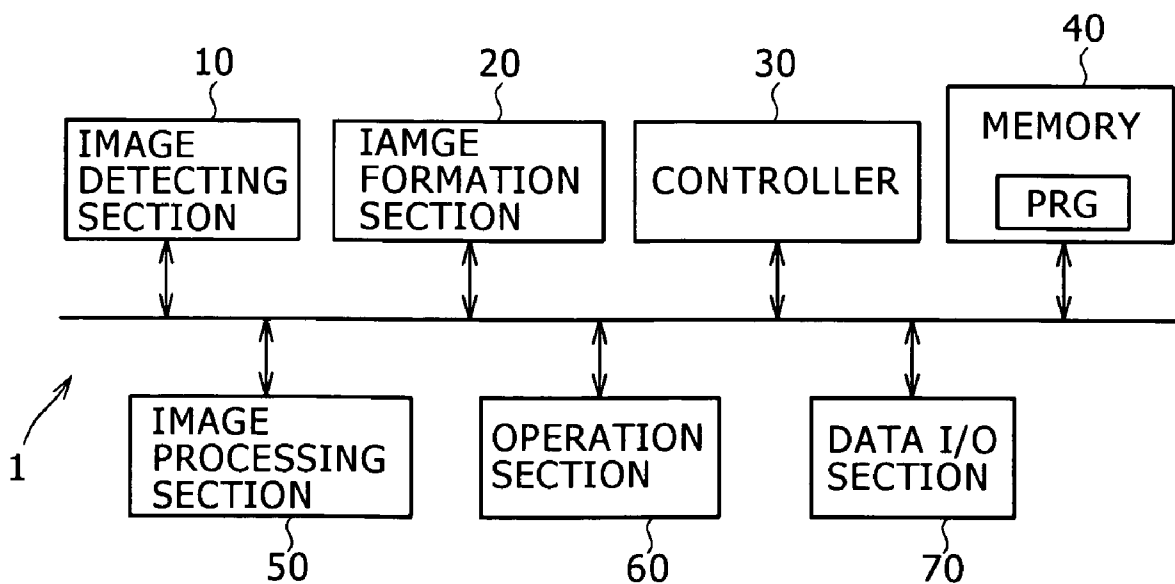 10
20
30
40
IMAGE
DETECTING
SECTION
IAMGE
FORMATION
SECTION
CONTROLLER
MEMORY
PRG
1
IMAGE
PROCESSING
SECTION
OPERATION
SECTION
DATA I/O
SECTION
50
60
70